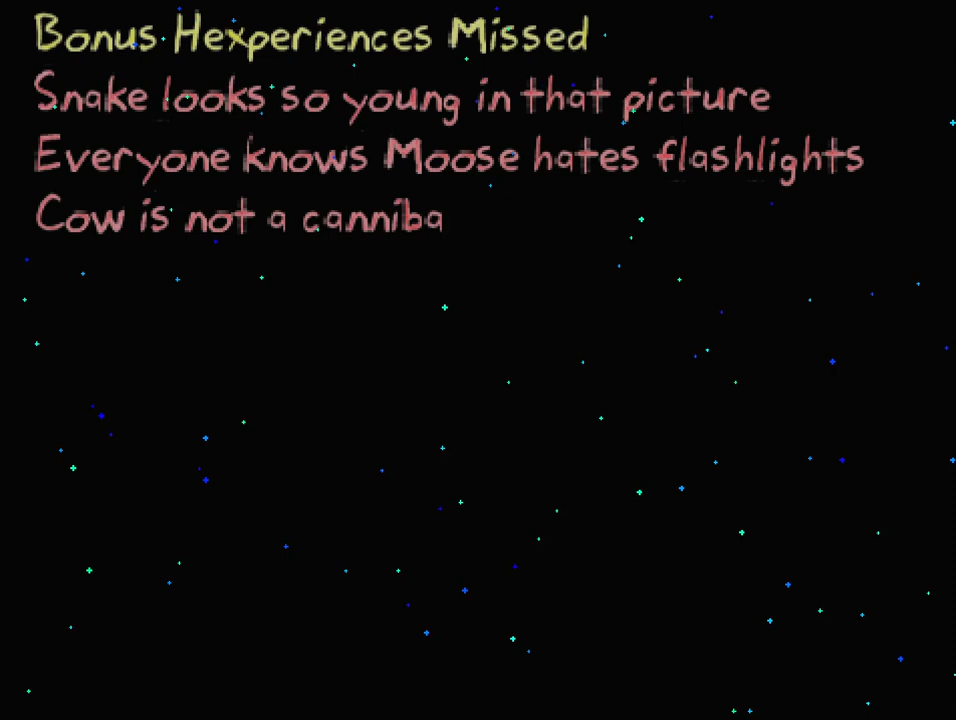 Bonus Hexperiences Missed
Snake looks so young in that picture
Everyone knows Moose hates flashlights
Cow is not a canniba